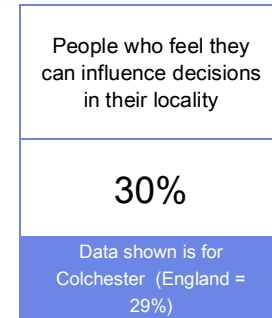 People who feel they
can influence decisions
in their locality
30%
Data shown is for
Colchester (England =
29%)